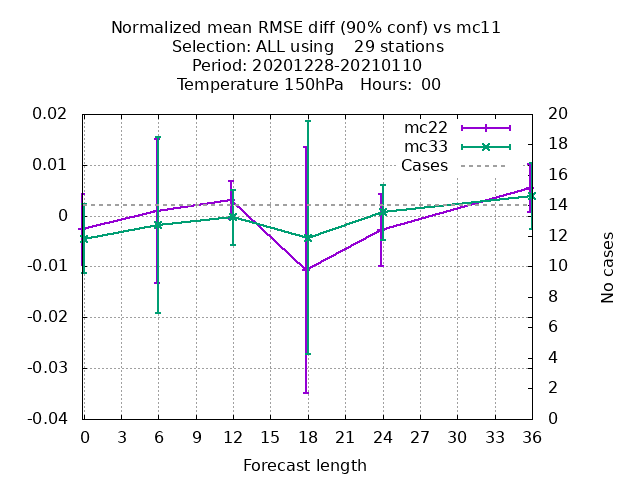 Normalized mean RMSE diff (90% conf) vs mc11
Selection: ALL using    29 stations
Period: 20201228-20210110
Temperature 150hPa   Hours: 00
mc22
mc33
Cases
0.02
0.01
0
-0.01
-0.02
-0.03
-0.04
20
18
16
14
12
10
8
6
4
2
0
No cases
0 3 6 9 12 15 18 21 24 27 30 33 36
Forecast length